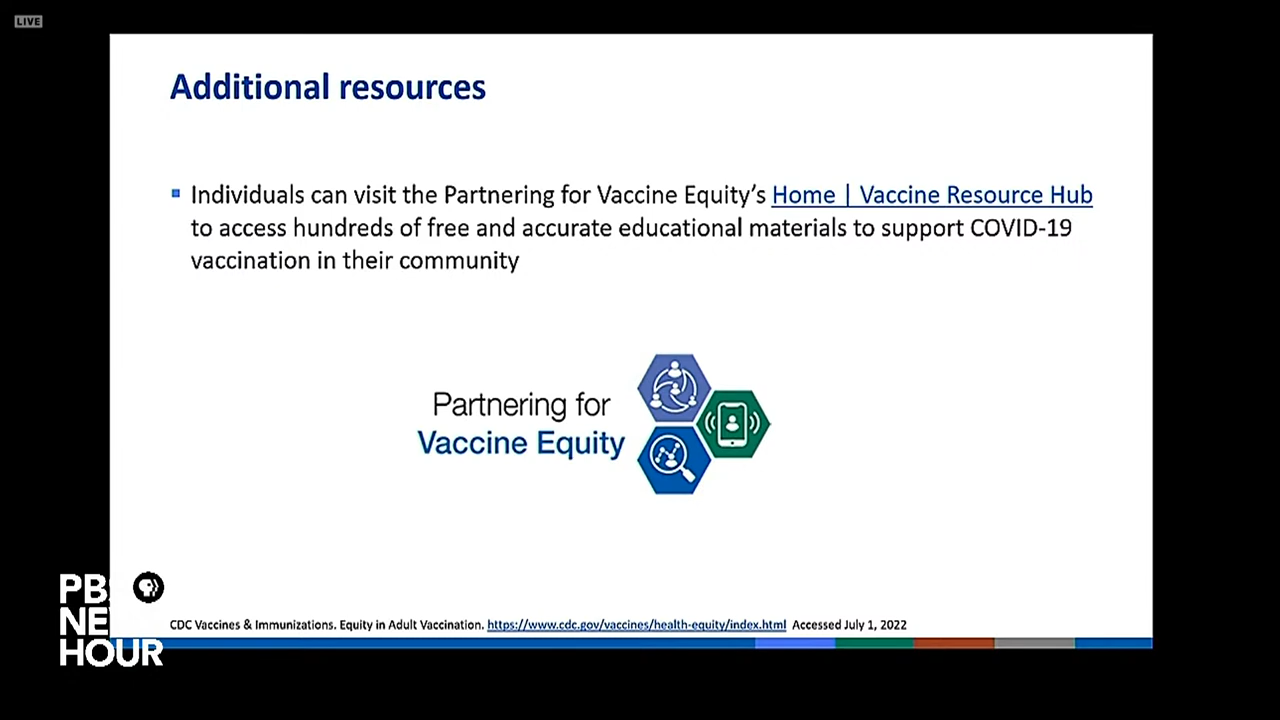 LIVE
Additional resources
Individuals can visit the Partnering for Vaccine Equity's Home | Vaccine Resource Hub
to access hundreds of free and accurate educational materials to support COVID-19
vaccination in their community
Partnering for
Vaccine Equity
CDC Vaccines & Immunizations. Equity in Adult Vaccination. https://www.cdc.gov/vaccines/health-equity/index.html Accessed July 1, 2022
PB
NE
HOUR